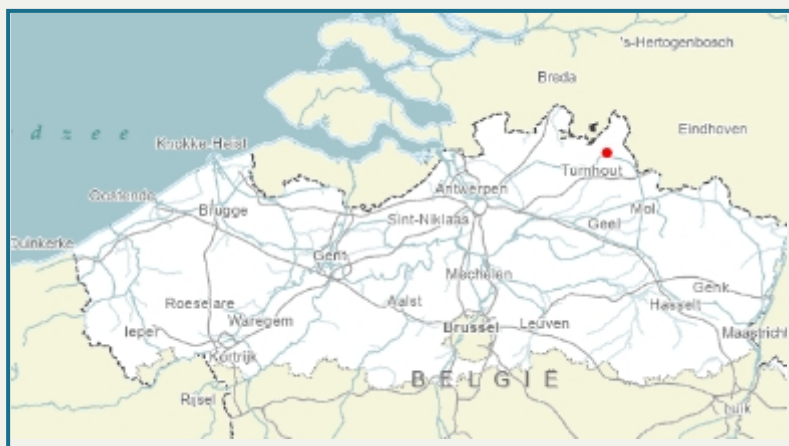 's-Hertogenbosch
Breda
Eindhoven
d z e e
Knokke-Heist
Turnhout
Antwerpen
Oostende
Brugge
Sint-Niklaas
Geel
Mol
Duinkerke
Gent
Mechelen
Genk
Roeselare
Aalst
Hasselt
Waregem
Ieper
Brussel
Leuven
Maastricht
Kortrijk
BELGIË
Rijsel
Luik